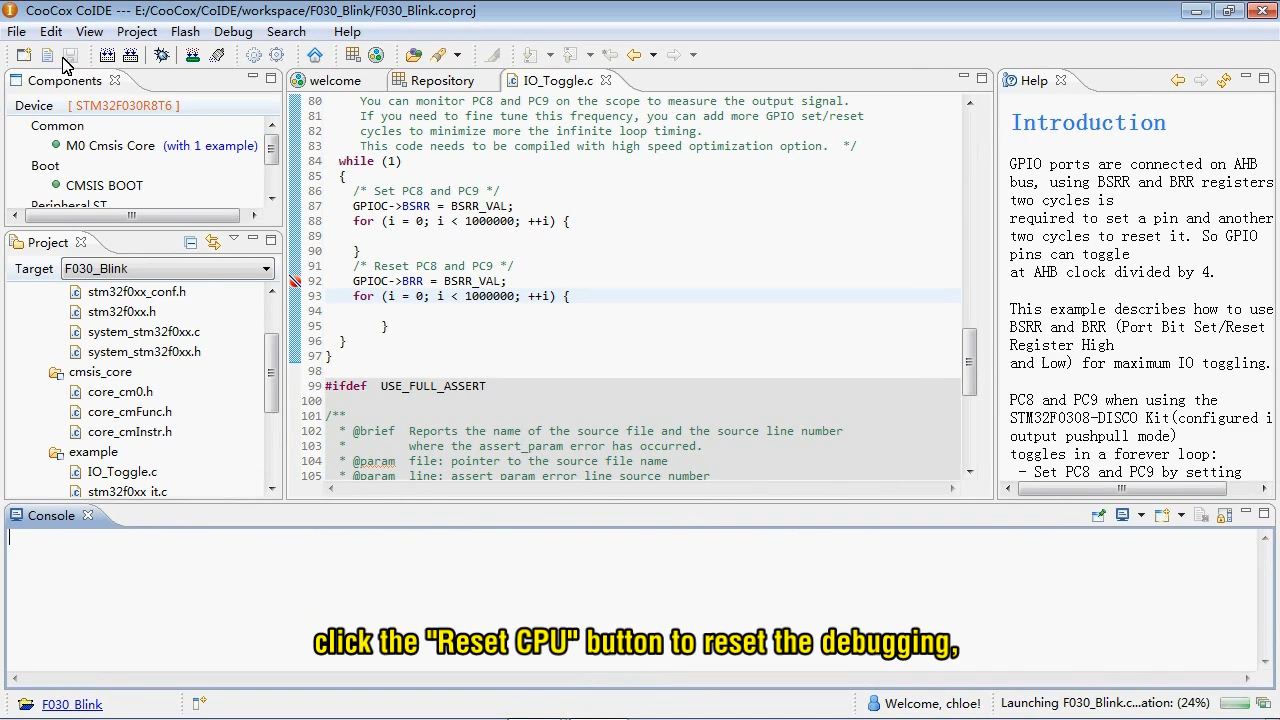 CooCox CoIDE --- E:/CooCox/CoIDE/workspace/F030_Blink/F030_Blink.coproj
File Edit View Project Flash Debug Search Help
Components
Device [ STM32F030R8T6 ]
Common
M0 Cmsis Core (with 1 example)
Boot
CMSIS BOOT
Peripheral.ST
Project
Target F030_Blink
stm32f0xx_conf.h
stm32f0xx.h
system_stm32f0xx.c
system_stm32f0xx.h
cmsis_core
core_cm0.h
core_cmFunc.h
core_cmInstr.h
example
IO_Toggle.c
stm32f0xx_it.c
welcome Repository IO_Toggle.c
80 You can monitor PC8 and PC9 on the scope to measure the output signal.
81 If you need to fine tune this frequency, you can add more GPIO set/reset
82 cycles to minimize more the infinite loop timing.
83 This code needs to be compiled with high speed optimization option. */
84 while (1)
85 {
86 /* Set PC8 and PC9 */
87 GPIOC->BSRR = BSRR_VAL;
88 for (i = 0; i < 1000000; ++i) {
89
90 }
91 /* Reset PC8 and PC9 */
92 GPIOC->BRR = BSRR_VAL;
93 for (i = 0; i < 1000000; ++i) {
94
95 }
96 }
97 }
98
99 #ifdef USE_FULL_ASSERT
100
101 /**
102 * @brief Reports the name of the source file and the source line number
103 * where the assert_param error has occurred.
104 * @param file: pointer to the source file name
105 * @param line: assert_param error line source number
Help
Introduction
GPIO ports are connected on AHB
bus, using BSRR and BRR registers
two cycles is
required to set a pin and another
two cycles to reset it. So GPIO
pins can toggle
at AHB clock divided by 4.
This example describes how to use
BSRR and BRR (Port Bit Set/Reset
Register High
and Low) for maximum IO toggling.
PC8 and PC9 when using the
STM32F0308-DISCO Kit(configured i
output pushpull mode)
toggles in a forever loop:
- Set PC8 and PC9 by setting
Console
click the "Reset CPU" button to reset the debugging,
F030_Blink
Welcome, chloe!
Launching F030_Blink.c...ation: (24%)